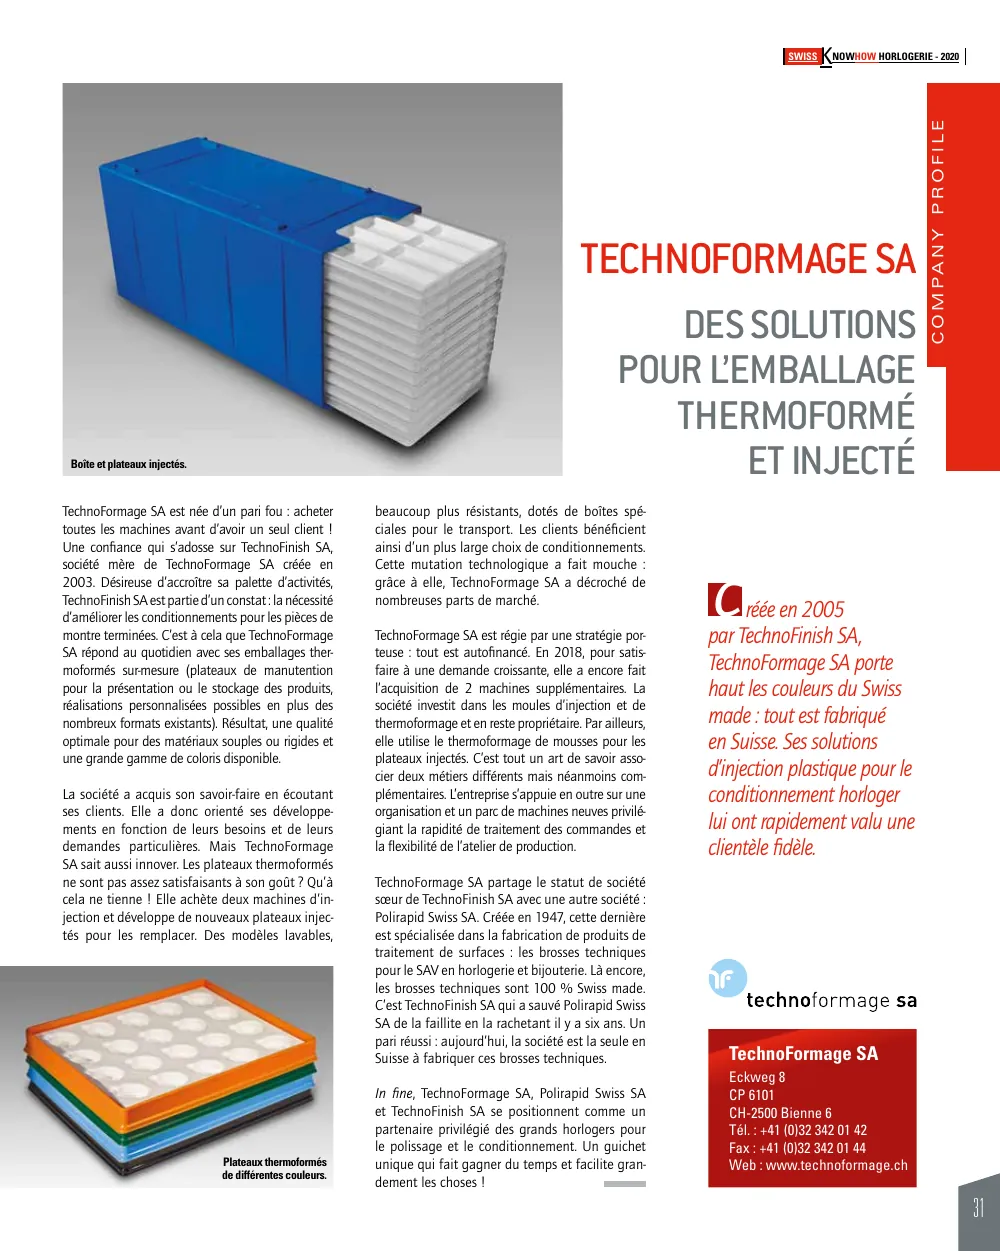 SWISS KNOWHOW HORLOGERIE - 2020
COMPANY PROFILE
TECHNOFORMAGE SA
DES SOLUTIONS
POUR L'EMBALLAGE
THERMOFORMÉ
ET INJECTÉ
Boîte et plateaux injectés.
TechnoFormage SA est née d'un pari fou : acheter
toutes les machines avant d'avoir un seul client !
Une confiance qui s'adosse sur TechnoFinish SA,
société mère de TechnoFormage SA créée en
2003. Désireuse d'accroître sa palette d'activités,
TechnoFinish SA est partie d'un constat : la nécessité
d'améliorer les conditionnements pour les pièces de
montre terminées. C'est à cela que TechnoFormage
SA répond au quotidien avec ses emballages ther-
moformés sur-mesure (plateaux de manutention
pour la présentation ou le stockage des produits,
réalisations personnalisées possibles en plus des
nombreux formats existants). Résultat, une qualité
optimale pour des matériaux souples ou rigides et
une grande gamme de coloris disponible.
La société a acquis son savoir-faire en écoutant
ses clients. Elle a donc orienté ses développe-
ments en fonction de leurs besoins et de leurs
demandes particulières. Mais TechnoFormage
SA sait aussi innover. Les plateaux thermoformés
ne sont pas assez satisfaisants à son goût ? Qu'à
cela ne tienne ! Elle achète deux machines d'in-
jection et développe de nouveaux plateaux injec-
tés pour les remplacer. Des modèles lavables,
beaucoup plus résistants, dotés de boîtes spé-
ciales pour le transport. Les clients bénéficient
ainsi d'un plus large choix de conditionnements.
Cette mutation technologique a fait mouche :
grâce à elle, TechnoFormage SA a décroché de
nombreuses parts de marché.
TechnoFormage SA est régie par une stratégie por-
teuse : tout est autofinancé. En 2018, pour satis-
faire à une demande croissante, elle a encore fait
l'acquisition de 2 machines supplémentaires. La
société investit dans les moules d'injection et de
thermoformage et en reste propriétaire. Par ailleurs,
elle utilise le thermoformage de mousses pour les
plateaux injectés. C'est tout un art de savoir asso-
cier deux métiers différents mais néanmoins com-
plémentaires. L'entreprise s'appuie en outre sur une
organisation et un parc de machines neuves privilé-
giant la rapidité de traitement des commandes et
la flexibilité de l'atelier de production.
TechnoFormage SA partage le statut de société
sœur de TechnoFinish SA avec une autre société :
Polirapid Swiss SA. Créée en 1947, cette dernière
est spécialisée dans la fabrication de produits de
traitement de surfaces : les brosses techniques
pour le SAV en horlogerie et bijouterie. Là encore,
les brosses techniques sont 100 % Swiss made.
C'est TechnoFinish SA qui a sauvé Polirapid Swiss
SA de la faillite en la rachetant il y a six ans. Un
pari réussi : aujourd'hui, la société est la seule en
Suisse à fabriquer ces brosses techniques.
In fine, TechnoFormage SA, Polirapid Swiss SA
et TechnoFinish SA se positionnent comme un
partenaire privilégié des grands horlogers pour
le polissage et le conditionnement. Un guichet
unique qui fait gagner du temps et facilite gran-
dement les choses !
Plateaux thermoformés
de différentes couleurs.
Créée en 2005
par TechnoFinish SA,
TechnoFormage SA porte
haut les couleurs du Swiss
made : tout est fabriqué
en Suisse. Ses solutions
d'injection plastique pour le
conditionnement horloger
lui ont rapidement valu une
clientèle fidèle.
technoformage sa
TechnoFormage SA
Eckweg 8
CP 6101
CH-2500 Bienne 6
Tél. : +41 (0)32 342 01 42
Fax : +41 (0)32 342 01 44
Web : www.technoformage.ch
31